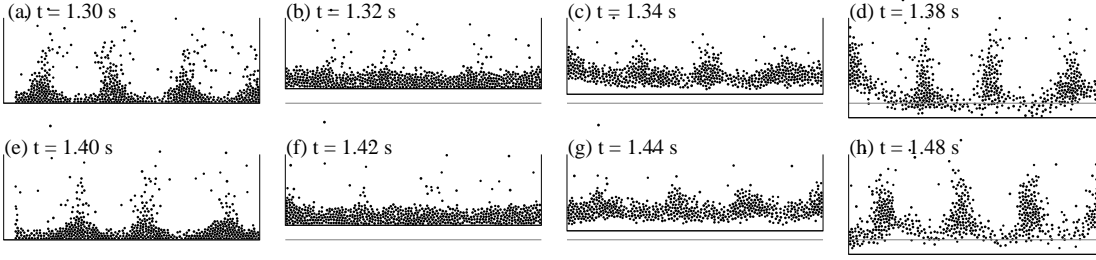 (a) t = 1.30 s
(b) t = 1.32 s
(c) t = 1.34 s
(d) t = 1.38 s
(e) t = 1.40 s
(f) t = 1.42 s
(g) t = 1.44 s
(h) t = 1.48 s